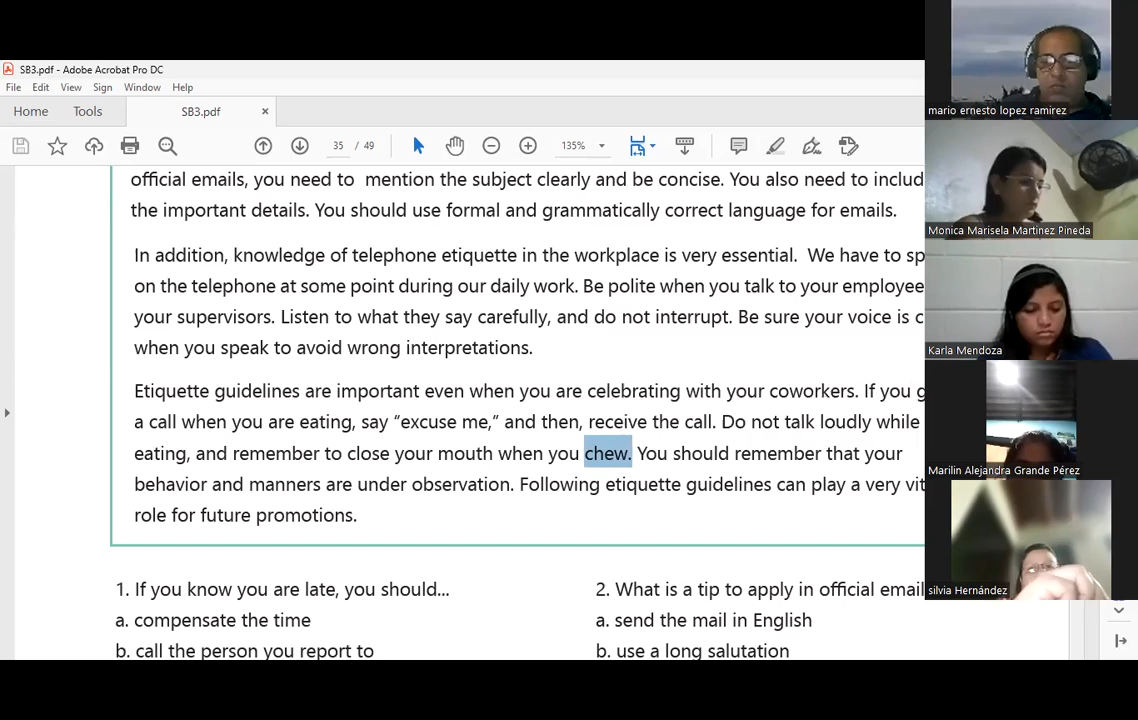 SB3.pdf - Adobe Acrobat Pro DC
File Edit View Sign Window Help
Home Tools SB3.pdf ×
35 / 49 135%
official emails, you need to mention the subject clearly and be concise. You also need to includ
the important details. You should use formal and grammatically correct language for emails.
In addition, knowledge of telephone etiquette in the workplace is very essential. We have to sp
on the telephone at some point during our daily work. Be polite when you talk to your employee
your supervisors. Listen to what they say carefully, and do not interrupt. Be sure your voice is c
when you speak to avoid wrong interpretations.
Etiquette guidelines are important even when you are celebrating with your coworkers. If you g
a call when you are eating, say “excuse me,” and then, receive the call. Do not talk loudly while
eating, and remember to close your mouth when you chew. You should remember that your
behavior and manners are under observation. Following etiquette guidelines can play a very vit
role for future promotions.
1. If you know you are late, you should...
a. compensate the time
b. call the person you report to
2. What is a tip to apply in official email
a. send the mail in English
b. use a long salutation
mario ernesto lopez ramirez
Monica Marisela Martinez Pineda
Karla Mendoza
Marilin Alejandra Grande Pérez
silvia Hernández